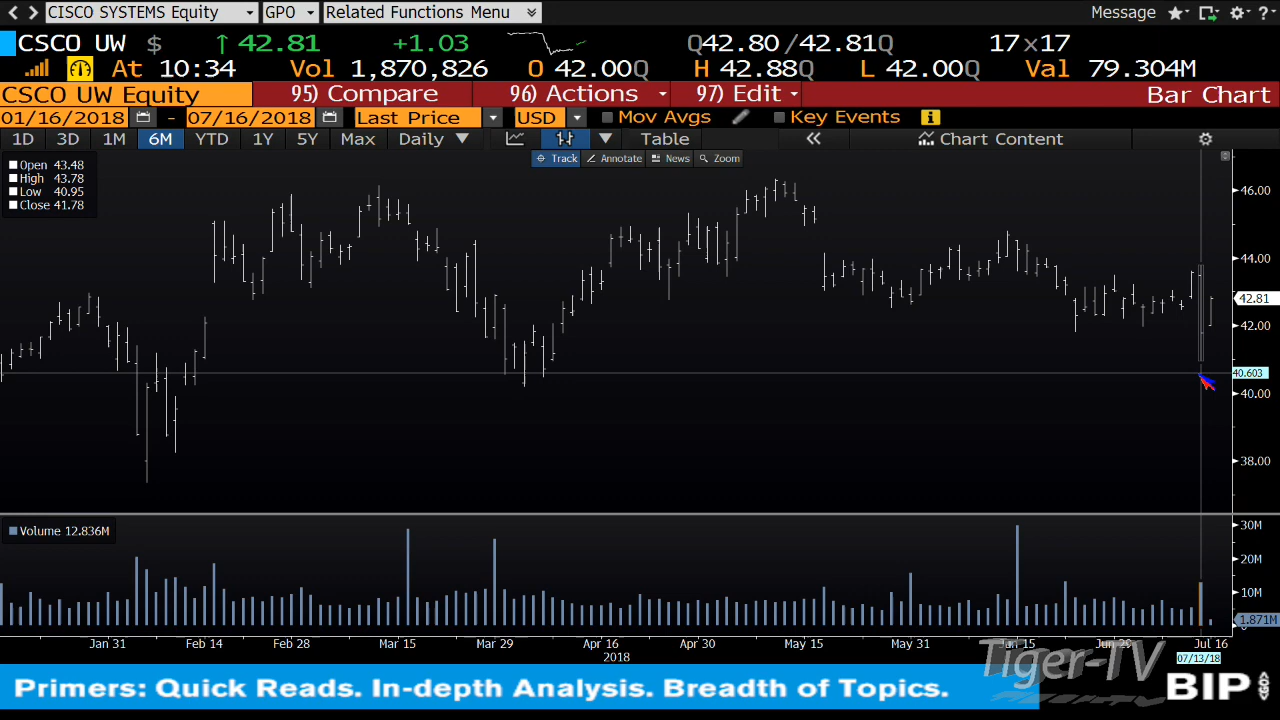 CISCO SYSTEMS Equity GPO Related Functions Menu Message ?
CSCO UW $ ↑ 42.81 +1.03 Q42.80 /42.81Q 17×17
At 10:34 Vol 1,870,826 O 42.00Q H 42.88Q L 42.00Q Val 79.304M
CSCO UW Equity 95) Compare 96) Actions 97) Edit Bar Chart
01/16/2018 - 07/16/2018 Last Price USD Mov Avgs Key Events i
1D 3D 1M 6M YTD 1Y 5Y Max Daily ▼ Table « Chart Content
Track Annotate News Zoom
Open 43.48
High 43.78
Low 40.95
Close 41.78
46.00
44.00
42.81
42.00
40.603
40.00
38.00
Volume 12.836M
30M
20M
10M
0
1.871M
Jan 31 Feb 14 Feb 28 Mar 15 Mar 29 Apr 16 Apr 30 May 15 May 31 Jun 15 Jun 29 Jul 16
2018
07/13/18
Tiger-TV
Primers: Quick Reads. In-depth Analysis. Breadth of Topics.
BIP <GO>